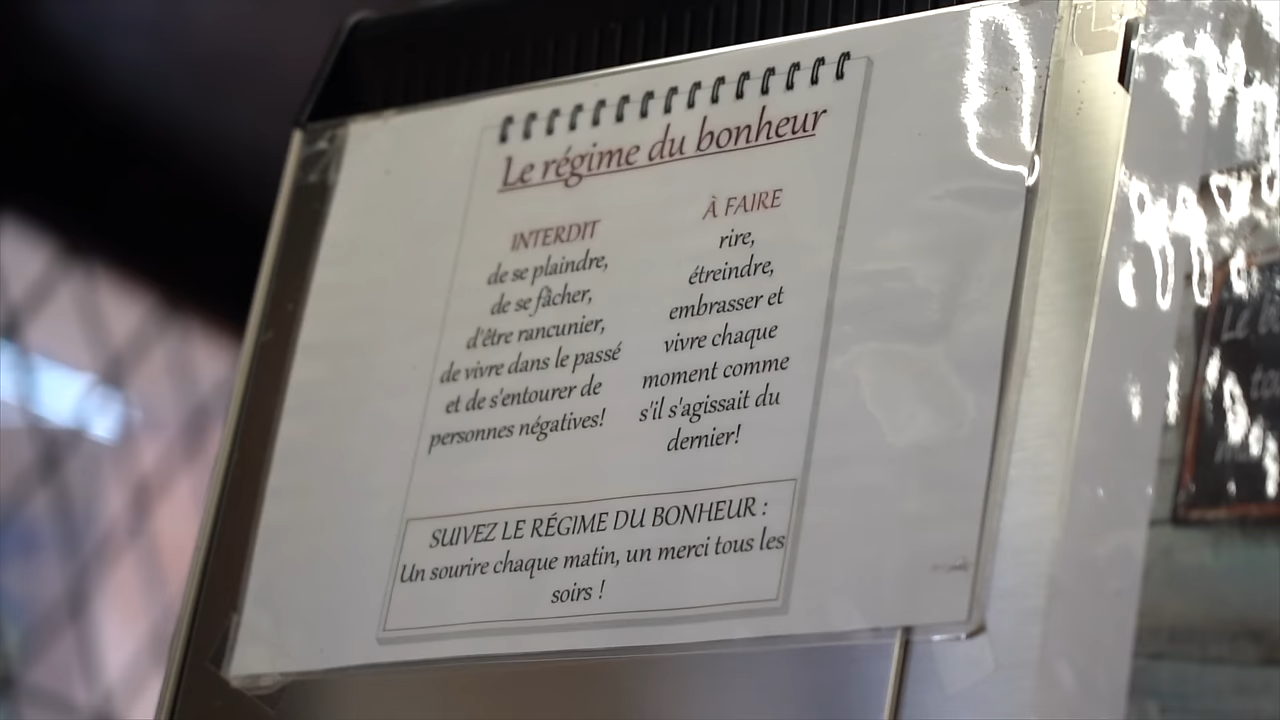 Le régime du bonheur
INTERDIT
de se plaindre,
de se fâcher,
d'être rancunier,
de vivre dans le passé
et de s'entourer de
personnes négatives!
À FAIRE
rire,
étreindre,
embrasser et
vivre chaque
moment comme
s'il s'agissait du
dernier!
SUIVEZ LE RÉGIME DU BONHEUR :
Un sourire chaque matin, un merci tous les
soirs !
Le